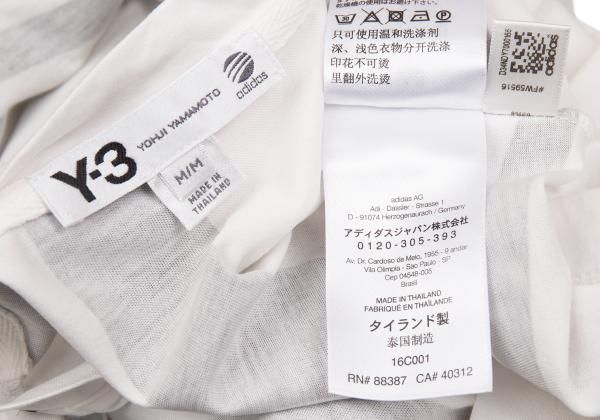 Y-3
YOHJI YAMAMOTO
adidas
M/M
MADE IN
THAILAND
只可使用温和洗涤剂
深、浅色衣物分开洗涤
印花不可烫
里翻外洗烫
adidas
#FW59516
adidas AG
Adi - Dassler - Strasse 1
D - 91074 Herzogenaurach / Germany
アディダスジャパン株式会社
0120-305-393
Av. Dr. Cardoso de Melo, 1955 - 9 andar
Vila Olimpia - Sao Paulo - SP
Cep 04548-005
Brasil
MADE IN THAILAND
FABRIQUÉ EN THAÏLANDE
タイランド製
泰国制造
16C001
RN# 88387 CA# 40312